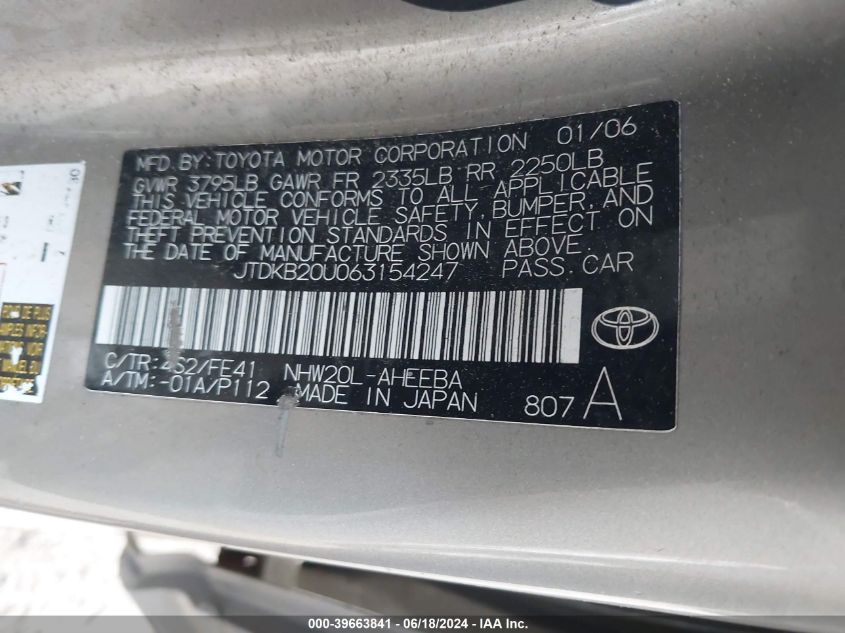 MFD. BY: TOYOTA MOTOR CORPORATION 01/06
GVWR 3795LB GAWR FR 2335LB RR 2250LB
THIS VEHICLE CONFORMS TO ALL APPLICABLE
FEDERAL MOTOR VEHICLE SAFETY, BUMPER, AND
THEFT PREVENTION STANDARDS IN EFFECT ON
THE DATE OF MANUFACTURE SHOWN ABOVE.
JTDKB20U063154247 PASS. CAR
C/TR: 4S2/FE41 NHW20L-AHEEBA
A/TM: -01A/P112 MADE IN JAPAN 807 A
000-39663841 - 06/18/2024 - IAA Inc.